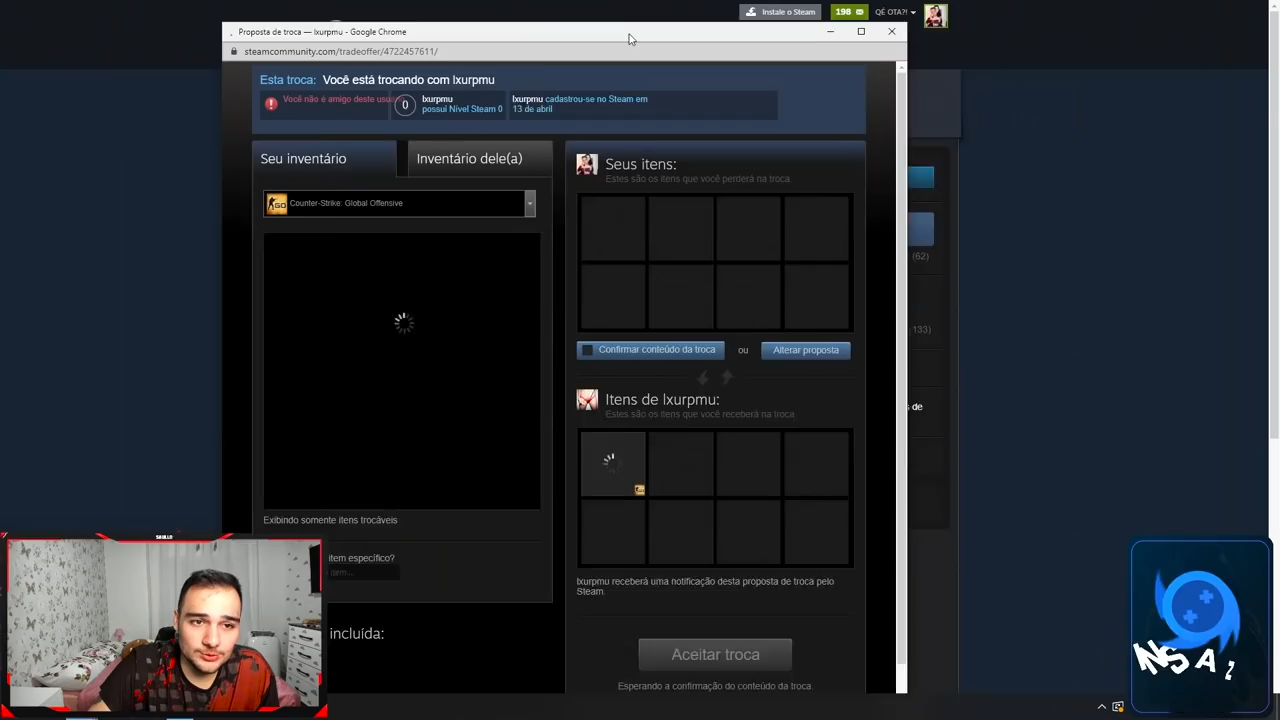 Instale o Steam
198
QÉ OTA?!
Proposta de troca — lxurpmu - Google Chrome
steamcommunity.com/tradeoffer/4722457611/
Esta troca: Você está trocando com lxurpmu
Você não é amigo deste
0
lxurpmu
possui Nível Steam 0
lxurpmu cadastrou-se no Steam em
13 de abril
Seu inventário
Inventário dele(a)
Counter-Strike: Global Offensive
Exibindo somente itens trocáveis
item específico?
item...
incluída:
Seus itens:
Estes são os itens que você perderá na troca.
Confirmar conteúdo da troca
ou
Alterar proposta
Itens de lxurpmu:
Estes são os itens que você receberá na troca.
lxurpmu receberá uma notificação desta proposta de troca pelo
Steam.
Aceitar troca
Esperando a confirmação do conteúdo da troca.
(62)
(133)
s de